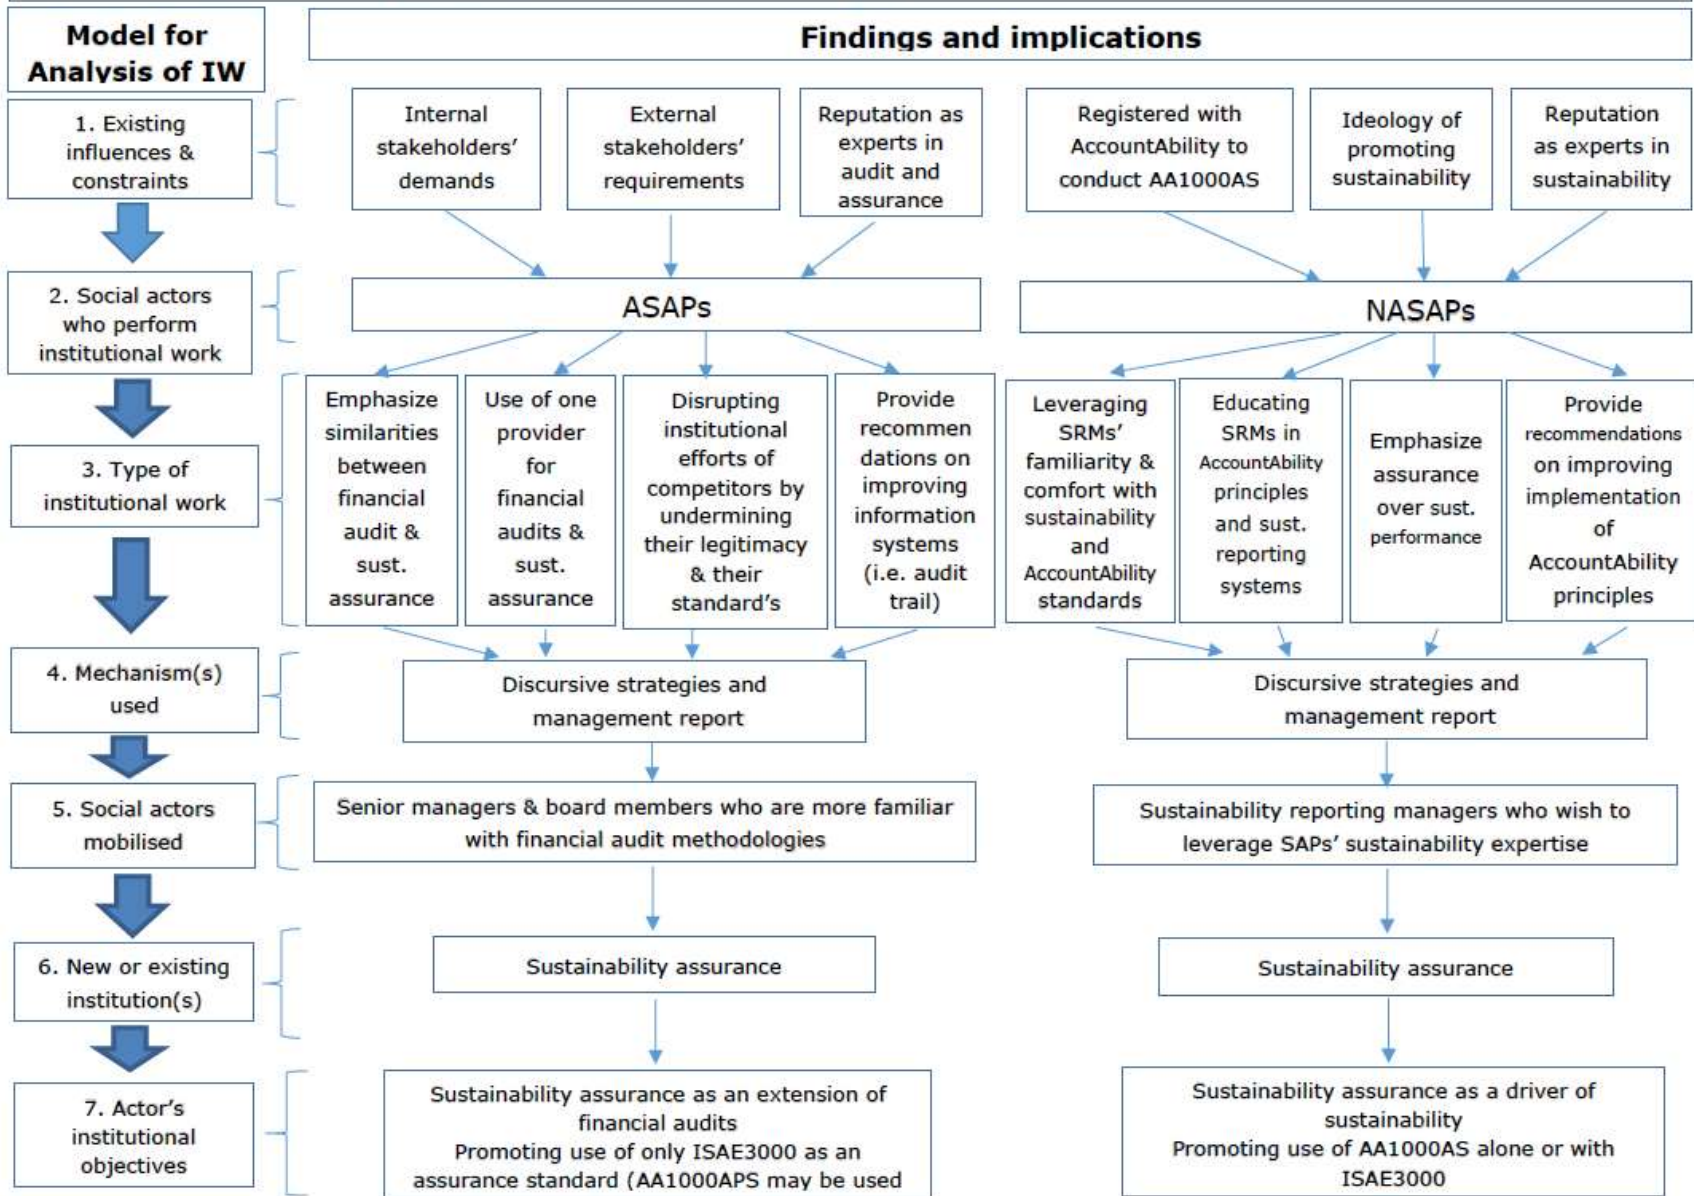 Model for
Analysis of IW
Findings and implications
1. Existing
influences &
constraints
Internal
stakeholders'
demands
External
stakeholders'
requirements
Reputation as
experts in
audit and
assurance
Registered with
AccountAbility to
conduct AA1000AS
Ideology of
promoting
sustainability
Reputation
as experts in
sustainability
2. Social actors
who perform
institutional work
ASAPs
NASAPs
3. Type of
institutional work
Emphasize
similarities
between
financial
audit &
sust.
assurance
Use of one
provider
for
financial
audits &
sust.
assurance
Disrupting
institutional
efforts of
competitors by
undermining
their legitimacy
& their
standard's
Provide
recommen
dations on
improving
information
systems
(i.e. audit
trail)
Leveraging
SRMs'
familiarity &
comfort with
sustainability
and
AccountAbility
standards
Educating
SRMs in
AccountAbility
principles
and sust.
reporting
systems
Emphasize
assurance
over sust.
performance
Provide
recommendations
on improving
implementation
of
AccountAbility
principles
4. Mechanism(s)
used
Discursive strategies and
management report
Discursive strategies and
management report
5. Social actors
mobilised
Senior managers & board members who are more familiar
with financial audit methodologies
Sustainability reporting managers who wish to
leverage SAPs' sustainability expertise
6. New or existing
institution(s)
Sustainability assurance
Sustainability assurance
7. Actor's
institutional
objectives
Sustainability assurance as an extension of
financial audits
Promoting use of only ISAE3000 as an
assurance standard (AA1000APS may be used
Sustainability assurance as a driver of
sustainability
Promoting use of AA1000AS alone or with
ISAE3000